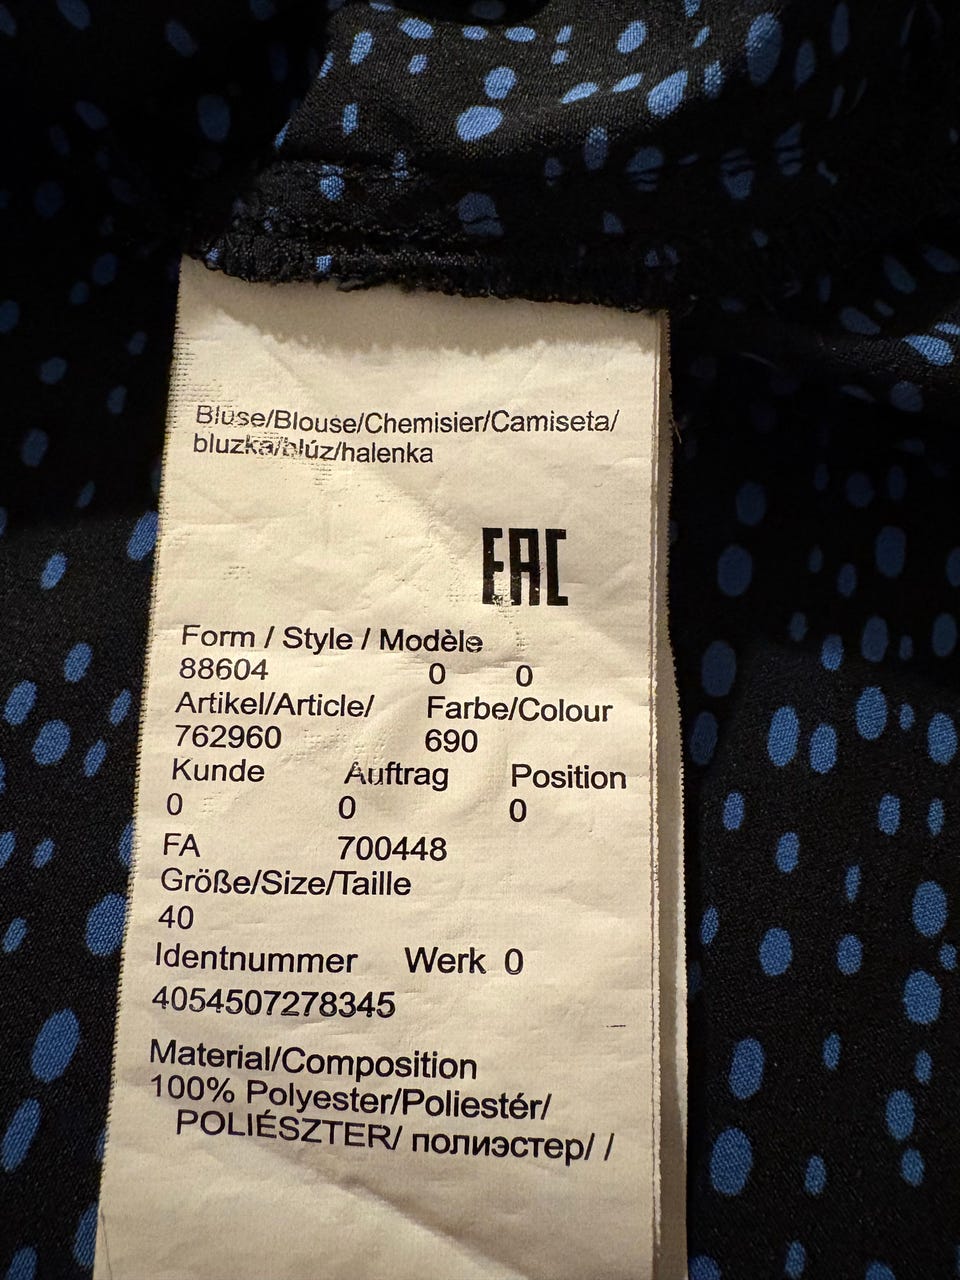 Bluse/Blouse/Chemisier/Camiseta/
bluzka/blúz/halenka
EAC
Form / Style / Modèle
88604 0 0
Artikel/Article/ Farbe/Colour
762960 690
Kunde Auftrag Position
0 0 0
FA 700448
Größe/Size/Taille
40
Identnummer Werk 0
4054507278345
Material/Composition
100% Polyester/Poliestér/
POLIÉSZTER/ полиэстер/ /